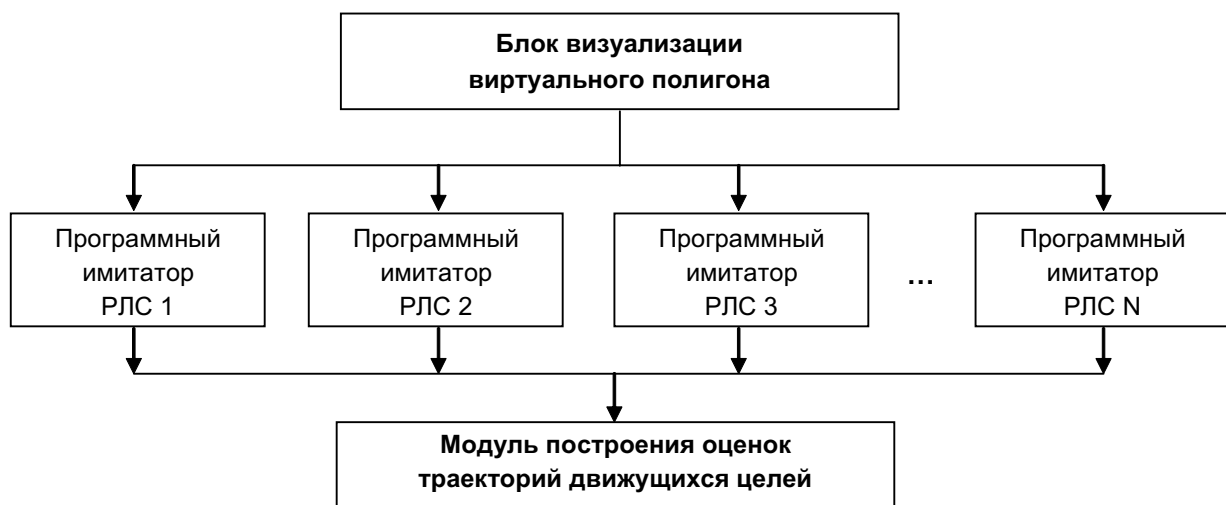 Блок визуализации
виртуального полигона
Программный
имитатор
РЛС 1
Программный
имитатор
РЛС 2
Программный
имитатор
РЛС 3
...
Программный
имитатор
РЛС N
Модуль построения оценок
траекторий движущихся целей